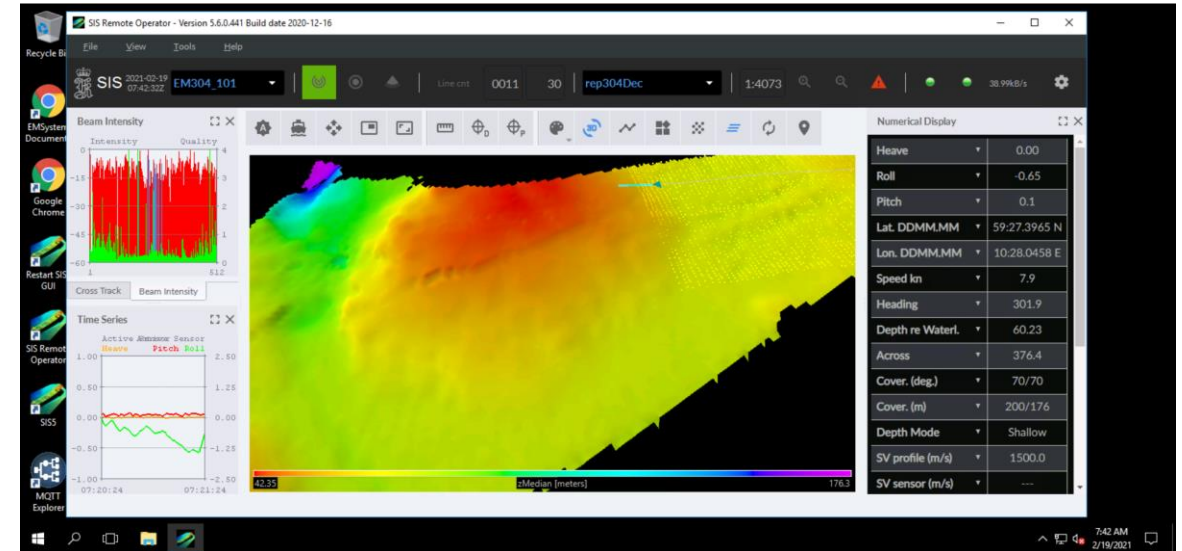 SIS Remote Operator - Version 5.6.0.441 Build date 2020-12-16
Recycle Bi
File View Tools Help
SIS 2021-02-19 07:42:32Z EM304_101 Line cnt 0011 30 rep304Dec 1:4073 38.99kB/s
EMSystem
Document
Google
Chrome
Restart SIS
GUI
SIS Remot
Operator
SIS5
MQTT
Explorer
Beam Intensity
Intensity Quality
0 4
-15 3
-30 2
-45 1
-60 0
1 512
Cross Track Beam Intensity
Time Series
Active Sensor
Heave Pitch Roll
1.00 2.50
0.50 1.25
0.00 0.00
-0.50 -1.25
-1.00 -2.50
07:20:24 07:21:24
A D P 3D
42.35 zMedian [meters] 176.3
Numerical Display
Heave 0.00
Roll -0.65
Pitch 0.1
Lat. DDMM.MM 59:27.3965 N
Lon. DDMM.MM 10:28.0458 E
Speed kn 7.9
Heading 301.9
Depth re Waterl. 60.23
Across 376.4
Cover. (deg.) 70/70
Cover. (m) 200/176
Depth Mode Shallow
SV profile (m/s) 1500.0
SV sensor (m/s) ---
7:42 AM
2/19/2021